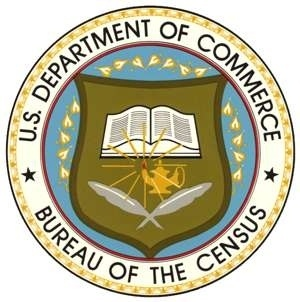 U.S. DEPARTMENT OF COMMERCE
BUREAU OF THE CENSUS